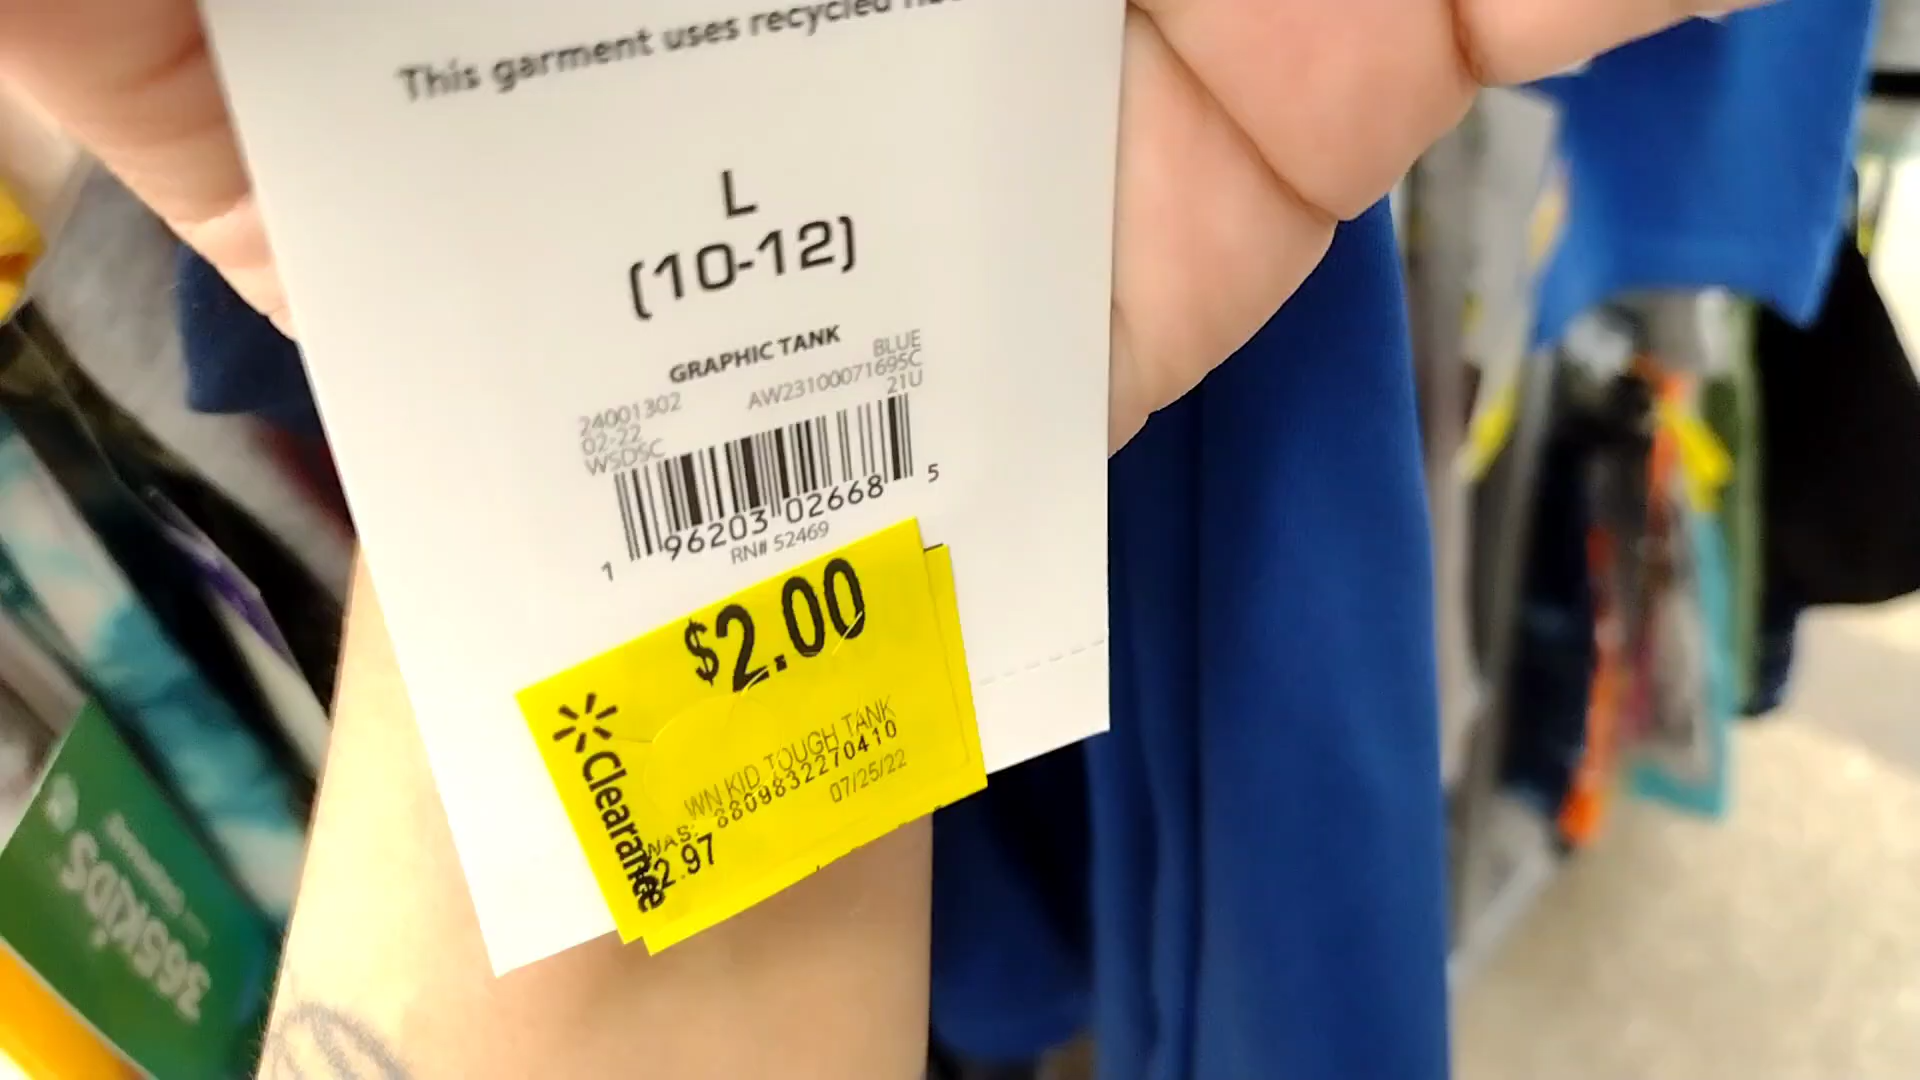 This garment uses recycled
L
(10-12)
GRAPHIC TANK
BLUE
24001302
AW23100071695C
02-22
21U
WSDSC
1 96203 02668 5
RN# 52469
$2.00
Clearance
WN KID TOUGH TANK
880983227010
07/25/22
WAS:
$2.97
365KIDS